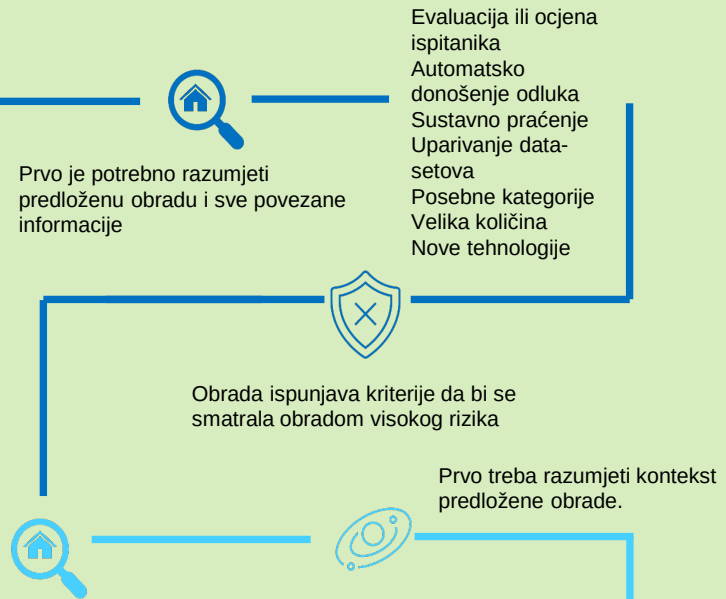 Evaluacija ili ocjena
ispitanika
Automatsko
donošenje odluka
Sustavno praćenje
Uparivanje data-
setova
Posebne kategorije
Velika količina
Nove tehnologije
Prvo je potrebno razumjeti
predloženu obradu i sve povezane
informacije
Obrada ispunjava kriterije da bi se
smatrala obradom visokog rizika
Prvo treba razumjeti kontekst
predložene obrade.